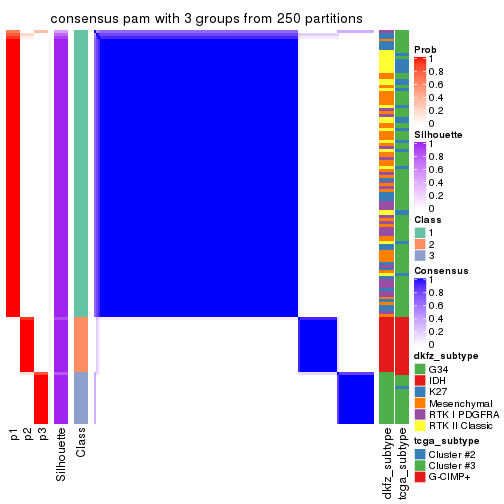 consensus pam with 3 groups from 250 partitions
Prob
1
0.8
0.6
0.4
0.2
0
Silhouette
1
0.8
0.6
0.4
0.2
0
Class
1
2
3
Consensus
1
0.8
0.6
0.4
0.2
0
dkfz_subtype
G34
IDH
K27
Mesenchymal
RTK I PDGFRA
RTK II Classic
tcga_subtype
Cluster #2
Cluster #3
G-CIMP+
p1
p2
p3
Silhouette
Class
dkfz_subtype
tcga_subtype